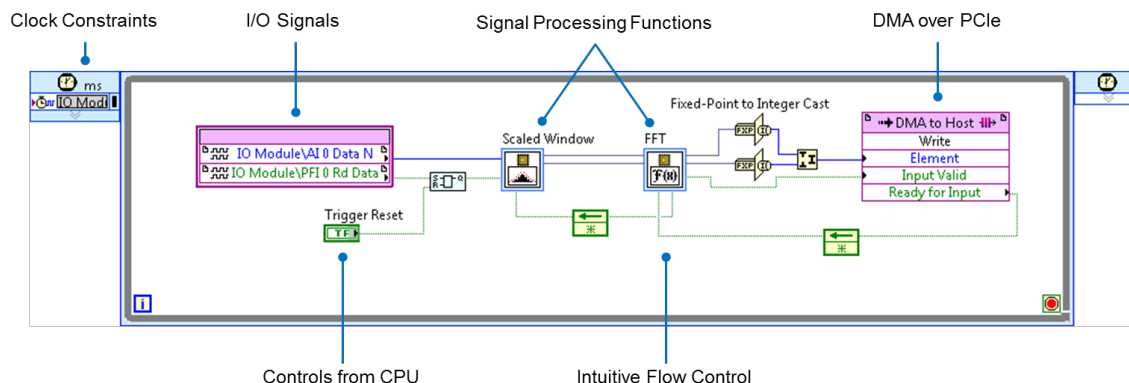 Clock Constraints
I/O Signals
Signal Processing Functions
DMA over PCIe
ms
IO Mod
Fixed-Point to Integer Cast
Scaled Window
FFT
DMA to Host
Write
Element
Input Valid
Ready for Input
IO Module\AI 0 Data N
IO Module\PFI 0 Rd Data
S
R
Q
FXP
FXP
F(x)
Trigger Reset
TF
i
Controls from CPU
Intuitive Flow Control